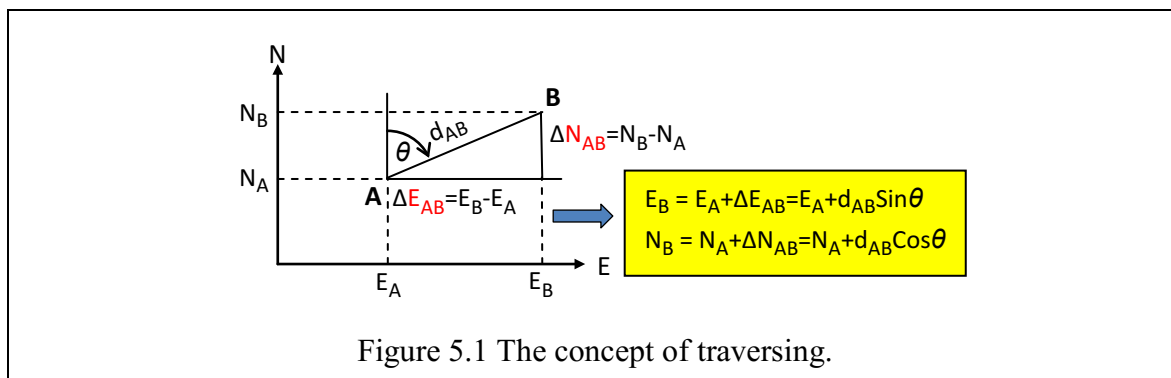 N
N_B
B
d_AB
θ
ΔN_AB=N_B-N_A
N_A
A
ΔE_AB=E_B-E_A
E_B = E_A+ΔE_AB=E_A+d_ABSinθ
N_B = N_A+ΔN_AB=N_A+d_ABCosθ
E
E_A
E_B
Figure 5.1 The concept of traversing.